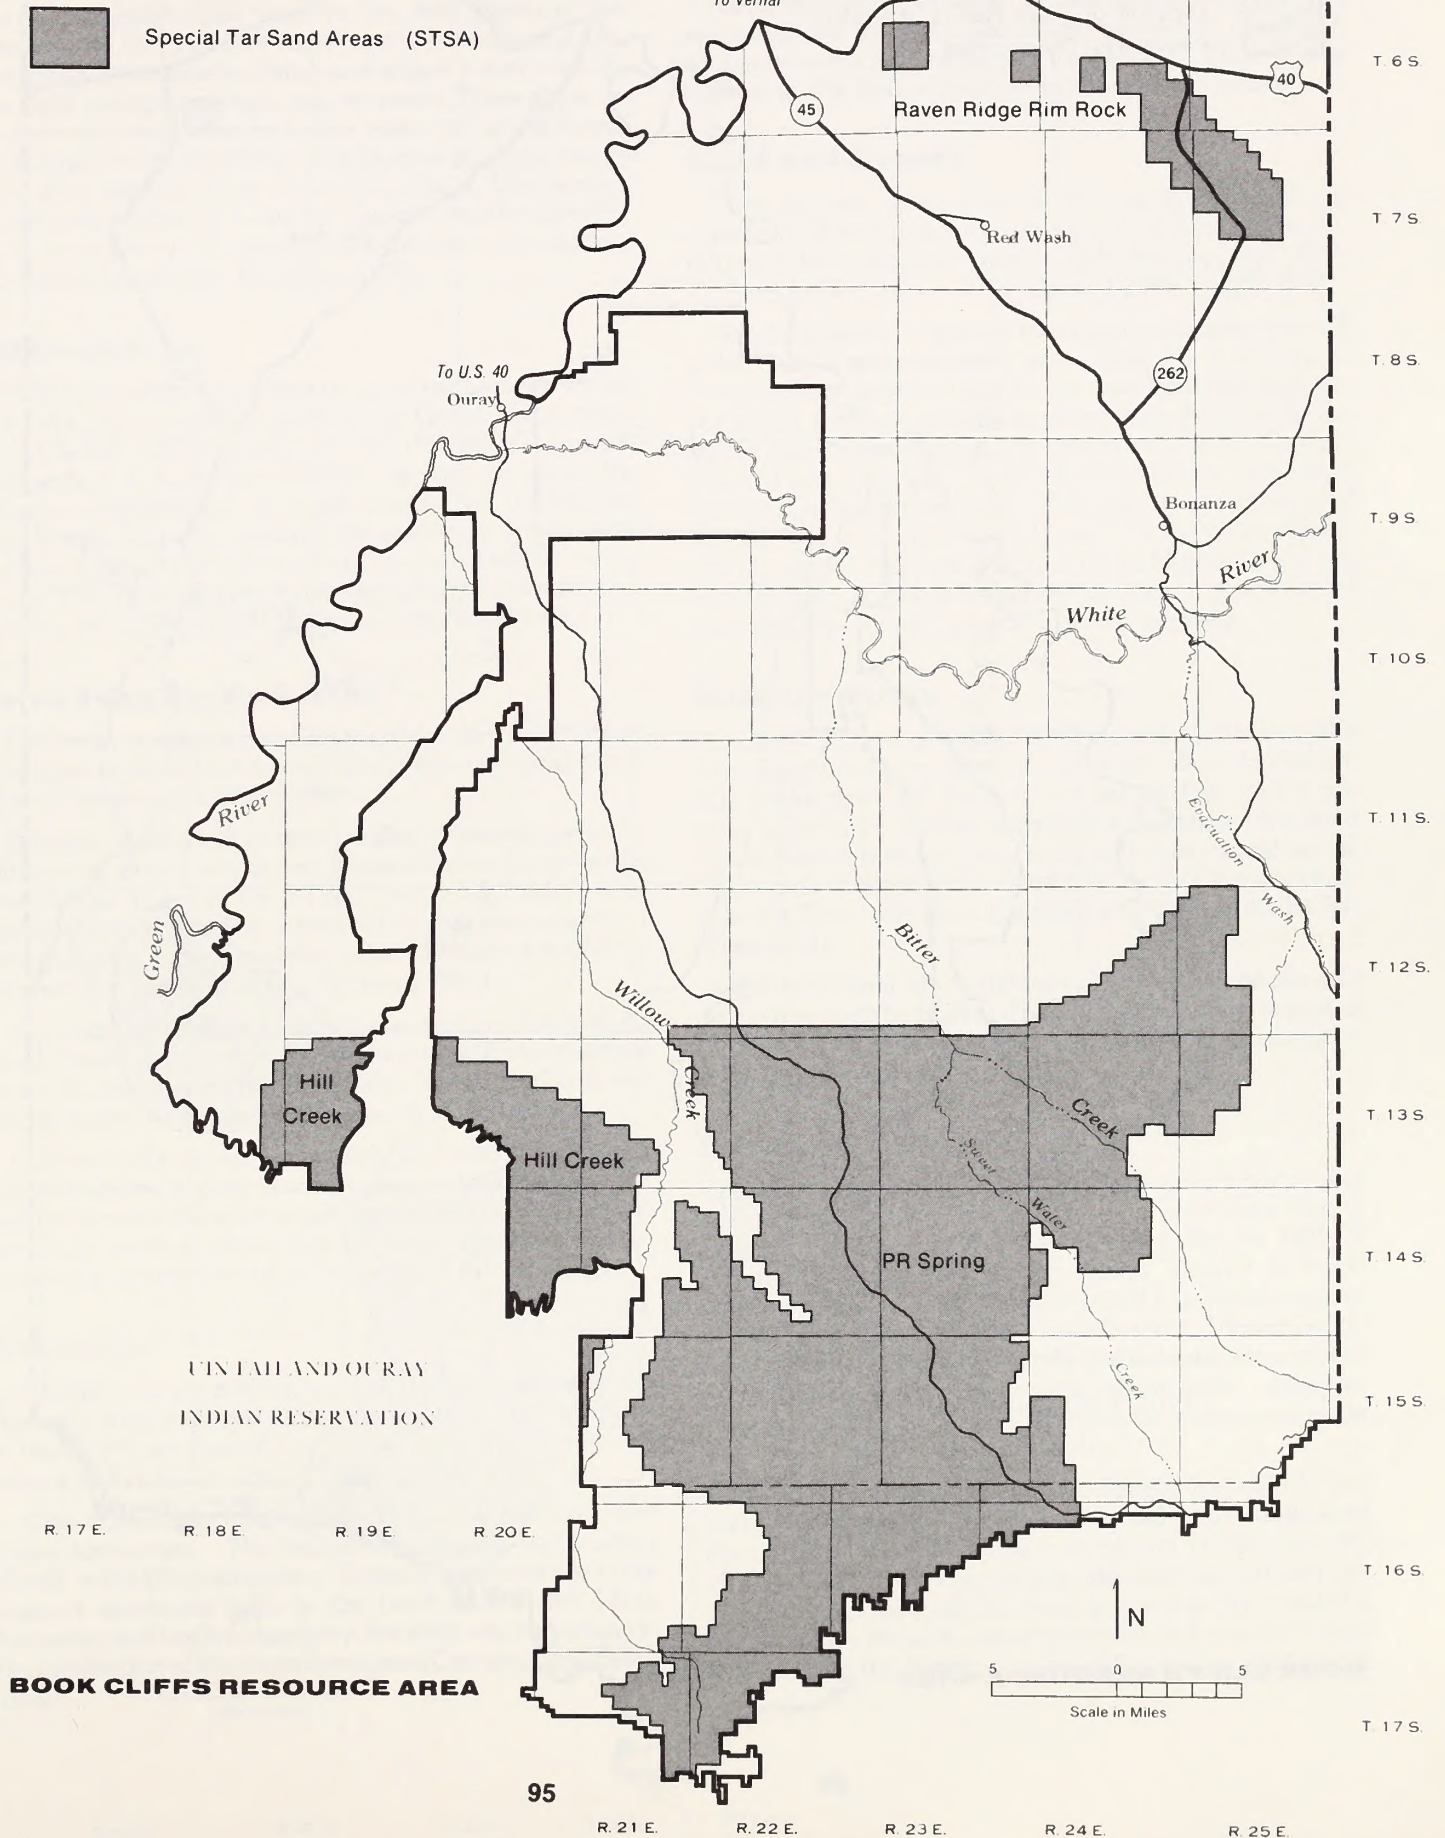 To Vernal
Special Tar Sand Areas (STSA)
T. 6 S.
40
45
Raven Ridge Rim Rock
T. 7 S
Red Wash
To U.S. 40
T. 8 S.
262
Ouray
Bonanza
T. 9 S.
River
White
T. 10 S.
River
T. 11 S.
Evacuation
Wash
Green
Bitter
T. 12 S.
Willow
Hill
Creek
Creek
Creek
T. 13 S
Hill Creek
Sweet
Water
PR Spring
T. 14 S.
UINTAH AND OURAY
INDIAN RESERVATION
Creek
T. 15 S.
R. 17 E.
R. 18 E.
R. 19 E.
R. 20 E.
T. 16 S.
N
BOOK CLIFFS RESOURCE AREA
5 0 5
Scale in Miles
T. 17 S.
95
R. 21 E.
R. 22 E.
R. 23 E.
R. 24 E.
R. 25 E.